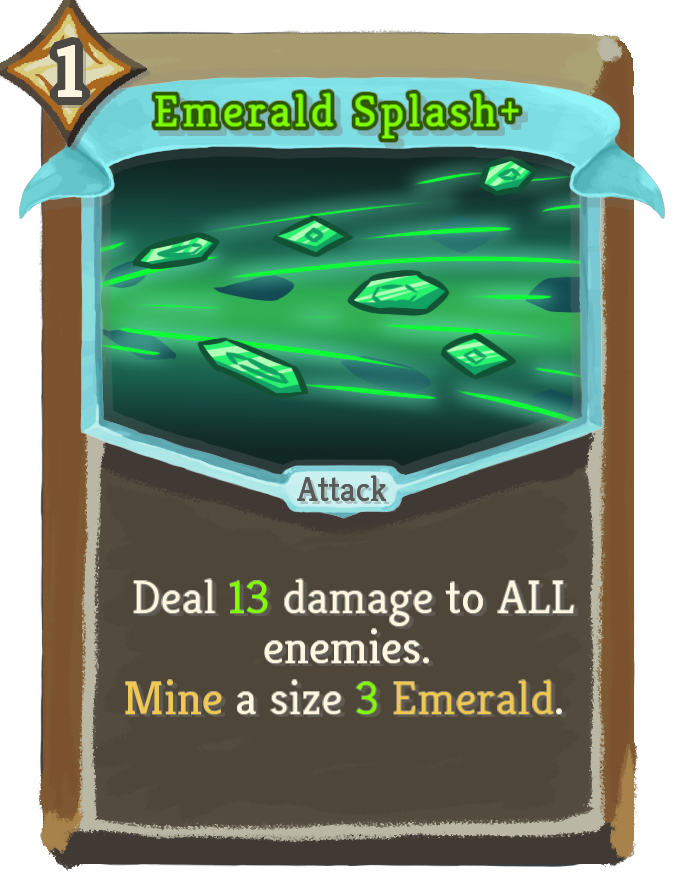 1
Emerald Splash+
Attack
Deal 13 damage to ALL
enemies.
Mine a size 3 Emerald.